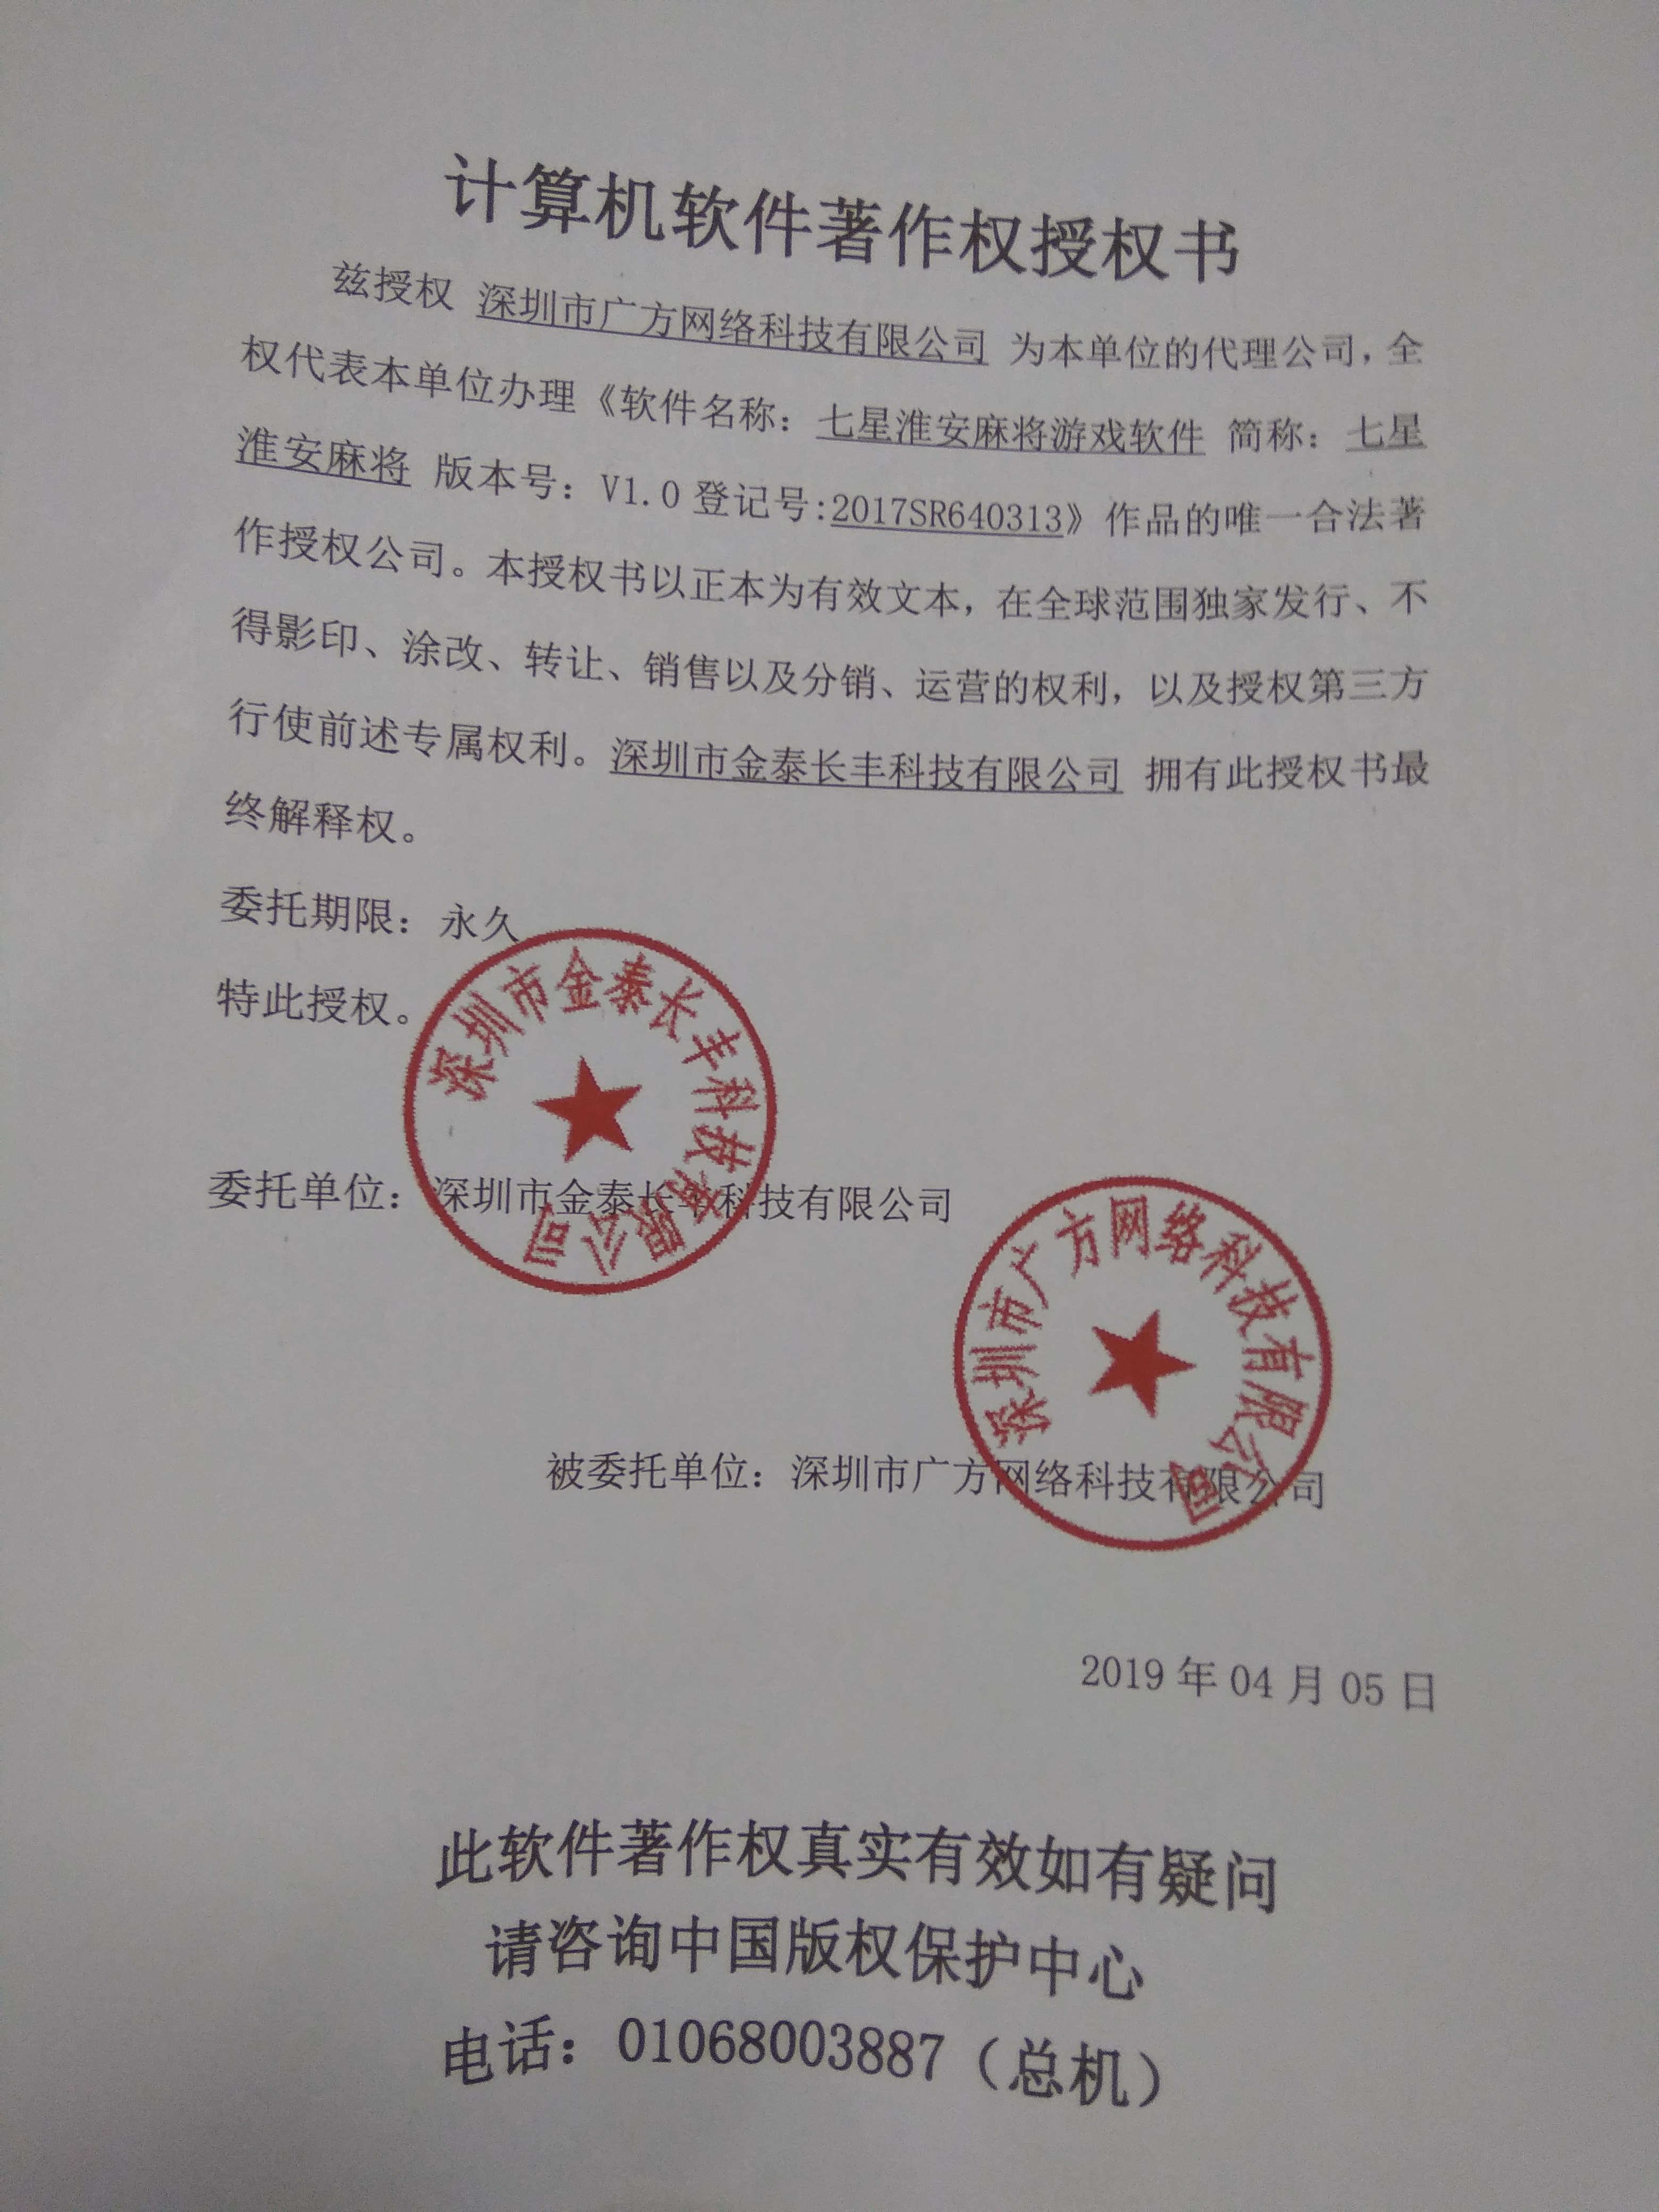 计算机软件著作权授权书
兹授权 深圳市广方网络科技有限公司 为本单位的代理公司，全
权代表本单位办理《软件名称：七星淮安麻将游戏软件 简称：七星
淮安麻将 版本号：V1.0 登记号:2017SR640313》作品的唯一合法著
作授权公司。本授权书以正本为有效文本，在全球范围独家发行、不
得影印、涂改、转让、销售以及分销、运营的权利，以及授权第三方
行使前述专属权利。深圳市金泰长丰科技有限公司 拥有此授权书最
终解释权。
委托期限：永久
特此授权。
深圳市金泰长丰科技有限公司
委托单位：深圳市金泰长丰科技有限公司
深圳市广方网络科技有限公司
被委托单位：深圳市广方网络科技有限公司
2019 年 04 月 05 日
此软件著作权真实有效如有疑问
请咨询中国版权保护中心
电话：01068003887（总机）